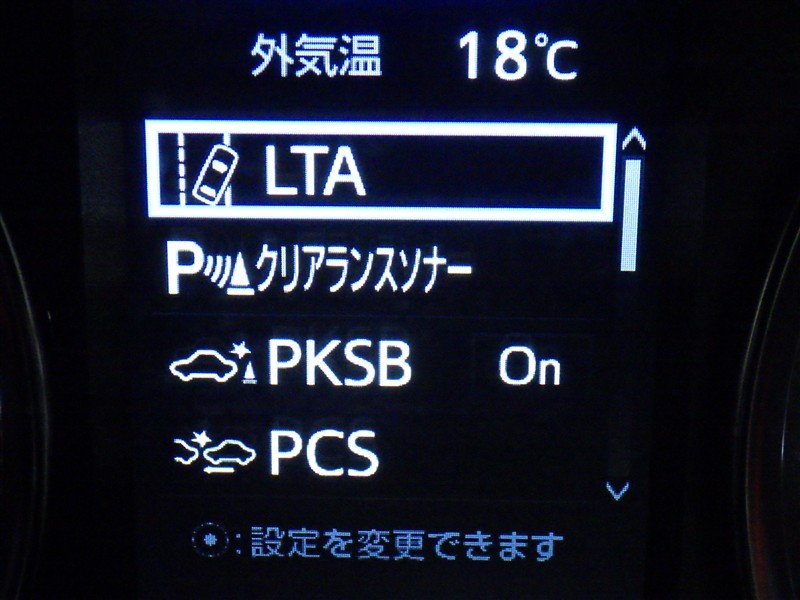 外気温 18℃
LTA
P クリアランスソナー
PKSB On
PCS
:設定を変更できます